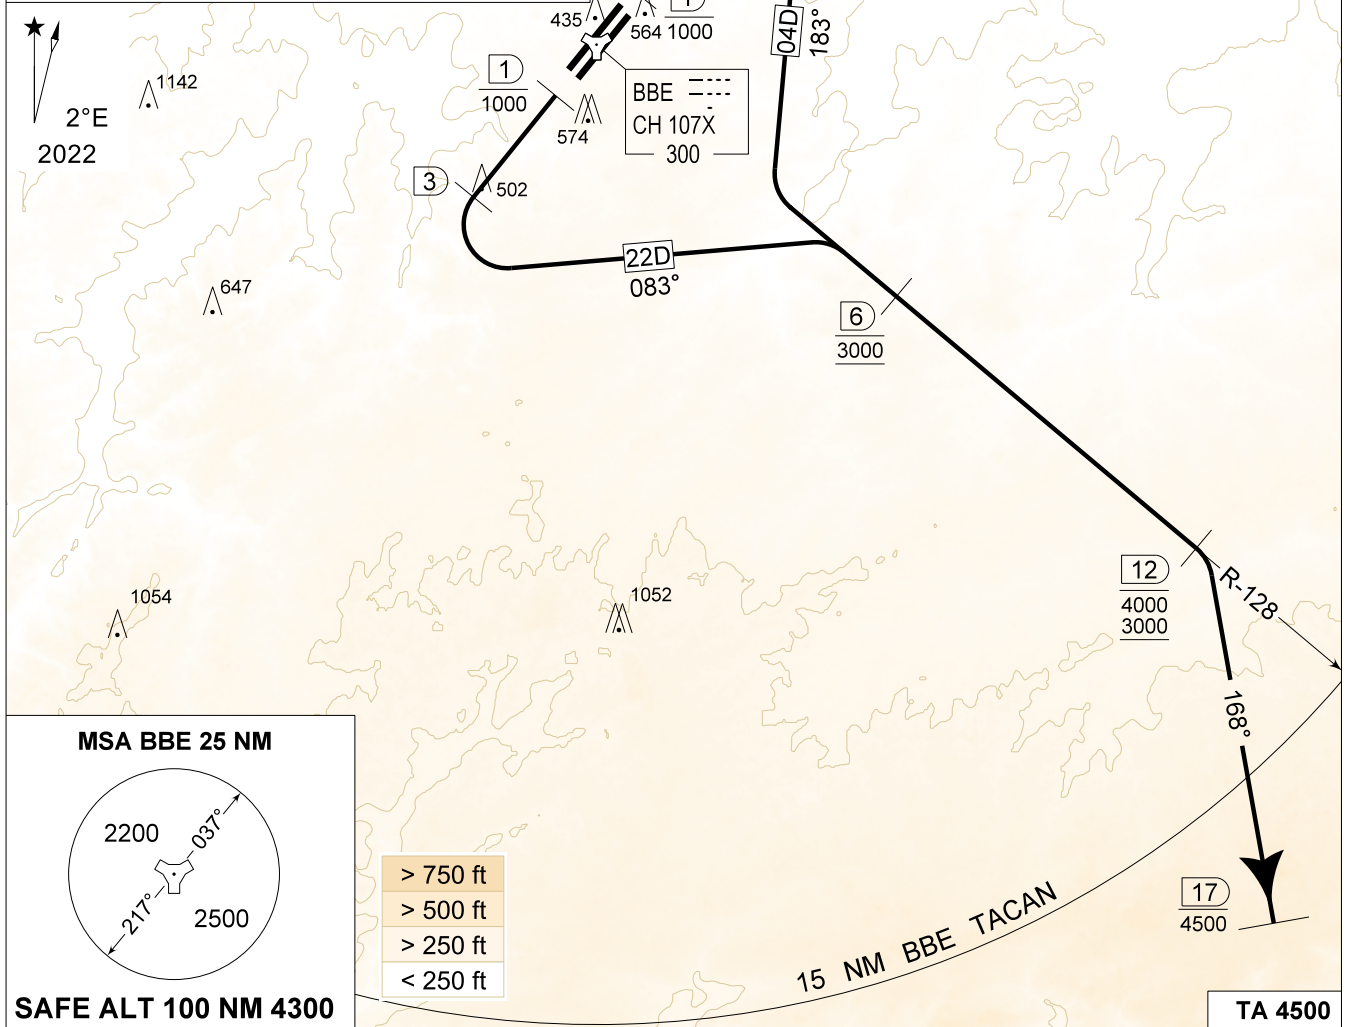 435
564
1000
04D
183°
1142
2°E
2022
1
1000
574
BBE
CH 107X
300
3
502
22D
083°
647
6
3000
1054
1052
12
4000
3000
R-128
168°
MSA BBE 25 NM
2200
037°
217°
2500
SAFE ALT 100 NM 4300
> 750 ft
> 500 ft
> 250 ft
< 250 ft
15 NM BBE TACAN
17
4500
TA 4500